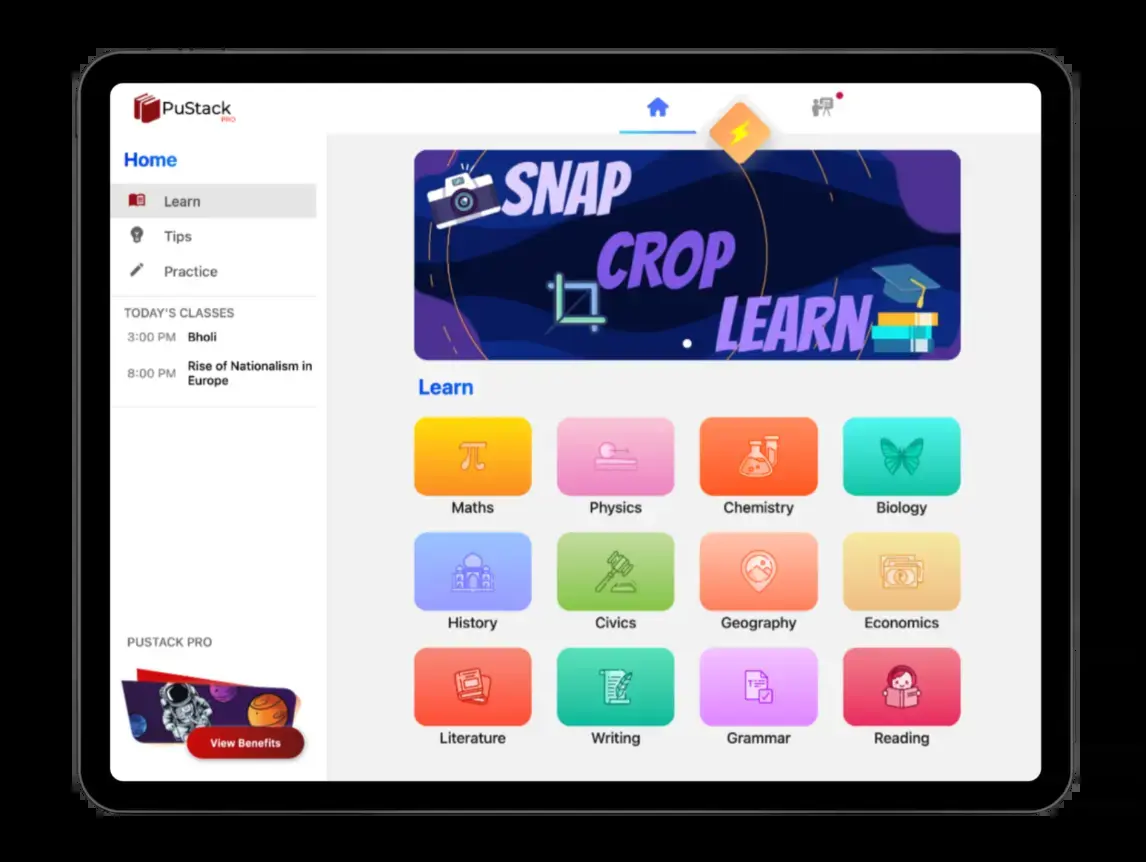 PuStack
PRO
Home
Learn
Tips
Practice
TODAY'S CLASSES
3:00 PM Bholi
8:00 PM Rise of Nationalism in
Europe
PUSTACK PRO
View Benefits
SNAP
CROP
LEARN
Learn
Maths Physics Chemistry Biology
History Civics Geography Economics
Literature Writing Grammar Reading